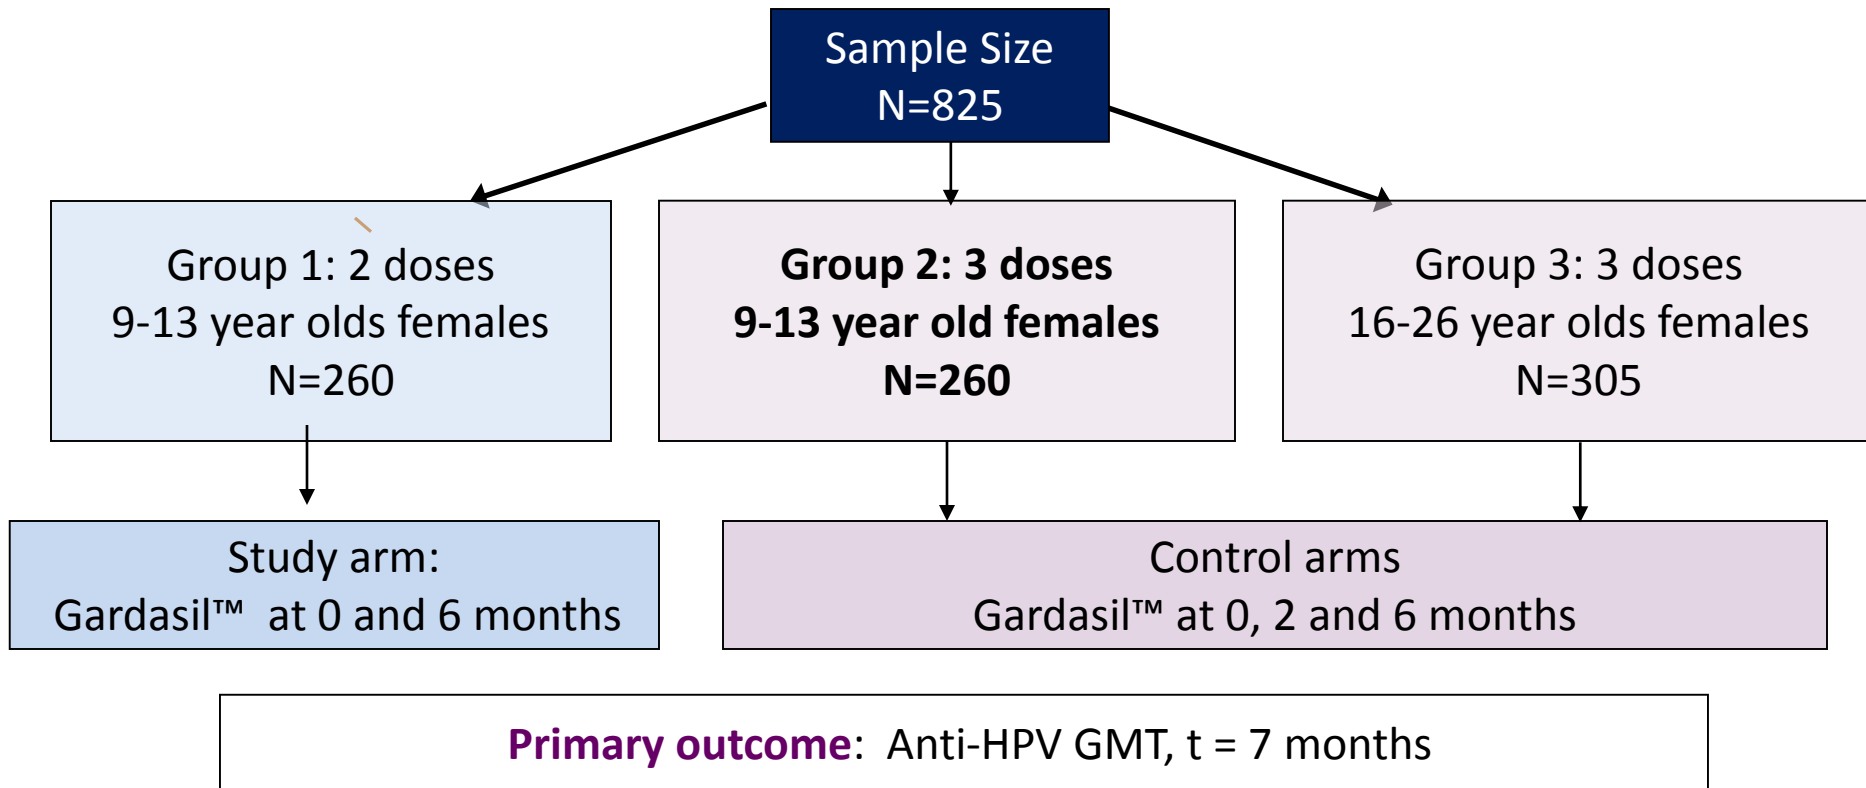 Sample Size
N=825
Group 1: 2 doses
9-13 year olds females
N=260
Group 2: 3 doses
9-13 year old females
N=260
Group 3: 3 doses
16-26 year olds females
N=305
Study arm:
Gardasil™ at 0 and 6 months
Control arms
Gardasil™ at 0, 2 and 6 months
Primary outcome: Anti-HPV GMT, t = 7 months